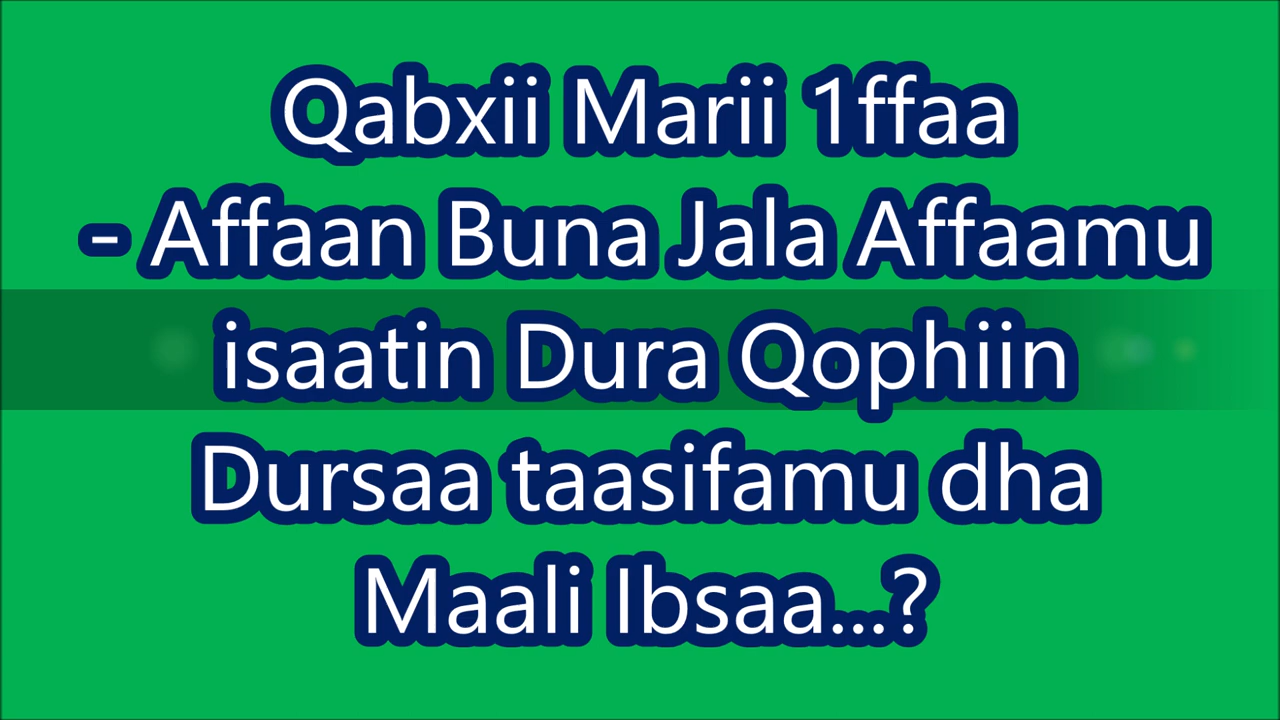 Qabxii Marii 1ffaa
- Affaan Buna Jala Affaamu
isaatin Dura Qophiin
Dursaa taasifamu dha
Maali Ibsaa...?